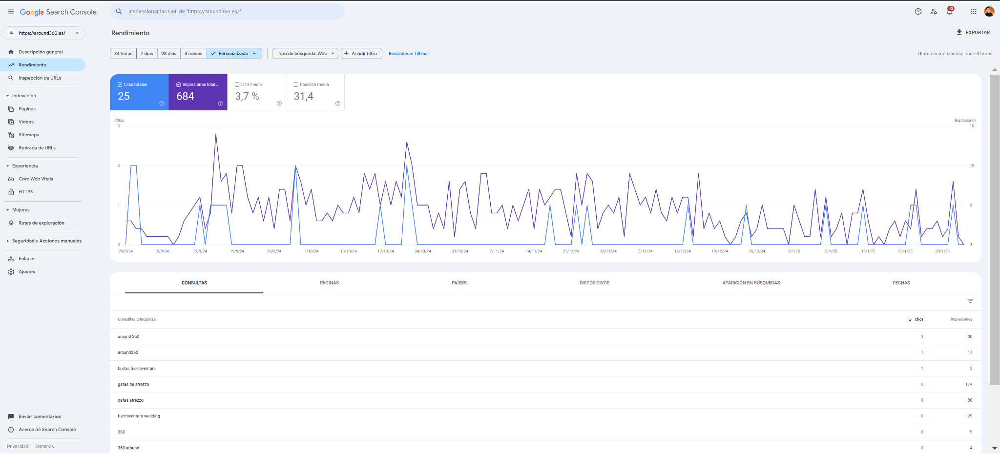 Google Search Console
Inspeccionar las URL de "https://around360.es/"
43
https://around360.es/
Rendimiento
EXPORTAR
24 horas
7 días
28 días
3 meses
Personalizado
Tipo de búsqueda: Web
Añadir filtro
Restablecer filtros
Última actualización: hace 4 horas
Descripción general
Rendimiento
Inspección de URLs
Indexación
Páginas
Vídeos
Sitemaps
Retirada de URLs
Experiencia
Core Web Vitals
HTTPS
Mejoras
Rutas de exploración
Seguridad y Acciones manuales
Enlaces
Ajustes
Enviar comentarios
Acerca de Search Console
Privacidad Términos
Clics totales
25
Impresiones total...
684
CTR medio
3,7 %
Posición media
31,4
Clics
Impresiones
3
15
2
10
1
5
0
0
29/8/24 5/9/24 12/9/24 19/9/24 26/9/24 3/10/24 10/10/24 17/10/24 24/10/24 31/10/24 7/11/24 14/11/24 21/11/24 28/11/24 5/12/24 12/12/24 19/12/24 26/12/24 2/1/25 9/1/25 16/1/25 23/1/25 30/1/25
CONSULTAS PÁGINAS PAÍSES DISPOSITIVOS APARICIÓN EN BÚSQUEDAS FECHAS
Consultas principales Clics Impresiones
around 360 3 30
around360 1 17
bodas fuerteventura 1 3
gafas de atrezzo 0 174
gafas atrezzo 0 88
fuerteventura wedding 0 29
360 0 9
360 around 0 4